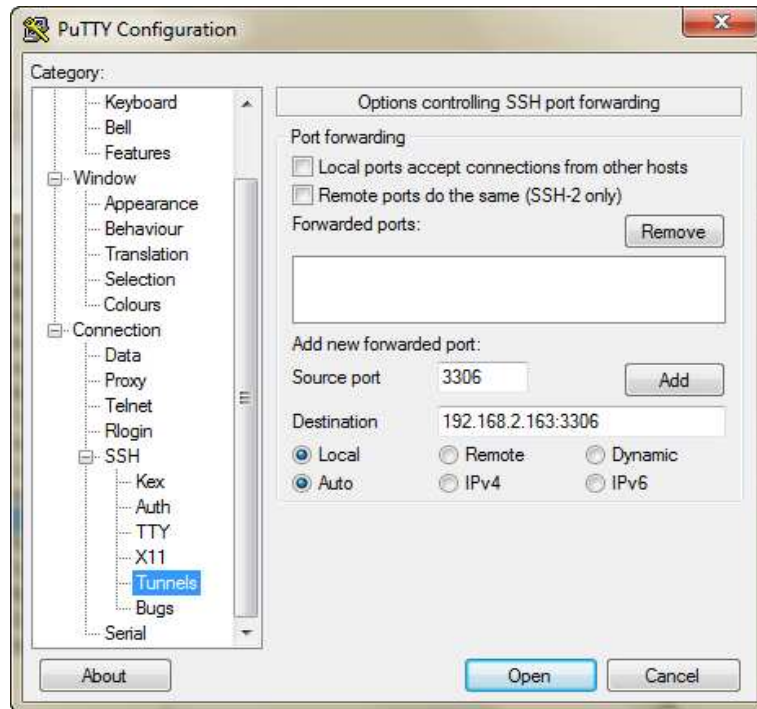 PuTTY Configuration
Category:
Keyboard
Bell
Features
Window
Appearance
Behaviour
Translation
Selection
Colours
Connection
Data
Proxy
Telnet
Rlogin
SSH
Kex
Auth
TTY
X11
Tunnels
Bugs
Serial
Options controlling SSH port forwarding
Port forwarding
Local ports accept connections from other hosts
Remote ports do the same (SSH-2 only)
Forwarded ports: Remove
Add new forwarded port:
Source port 3306 Add
Destination 192.168.2.163:3306
Local Remote Dynamic
Auto IPv4 IPv6
About Open Cancel